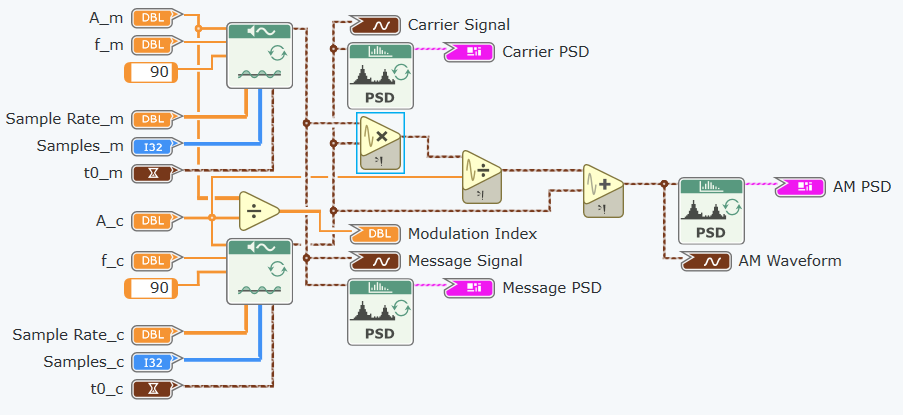 A_m
DBL
f_m
DBL
90
Sample Rate_m
DBL
Samples_m
I32
t0_m
Carrier Signal
Carrier PSD
PSD
×
÷
+
AM PSD
PSD
AM Waveform
A_c
DBL
÷
DBL
Modulation Index
f_c
DBL
90
Message Signal
Message PSD
PSD
Sample Rate_c
DBL
Samples_c
I32
t0_c